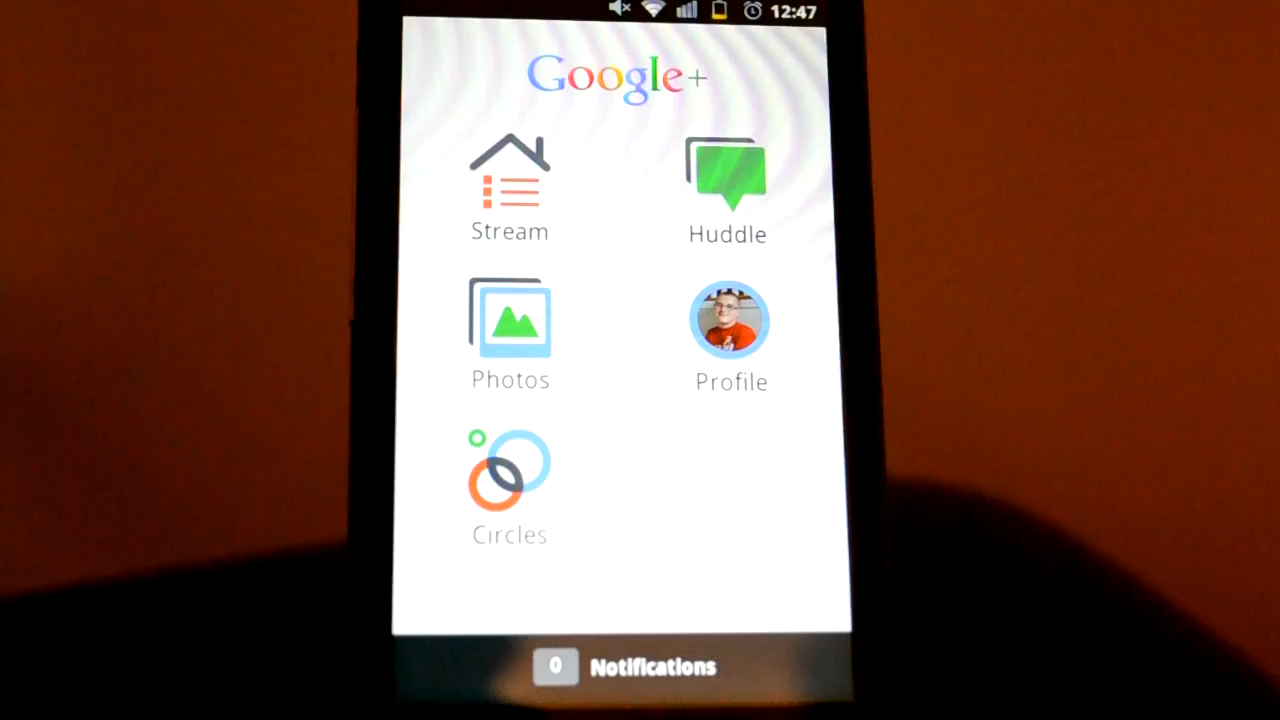 12:47
Google+
Stream
Huddle
Photos
Profile
Circles
0 Notifications